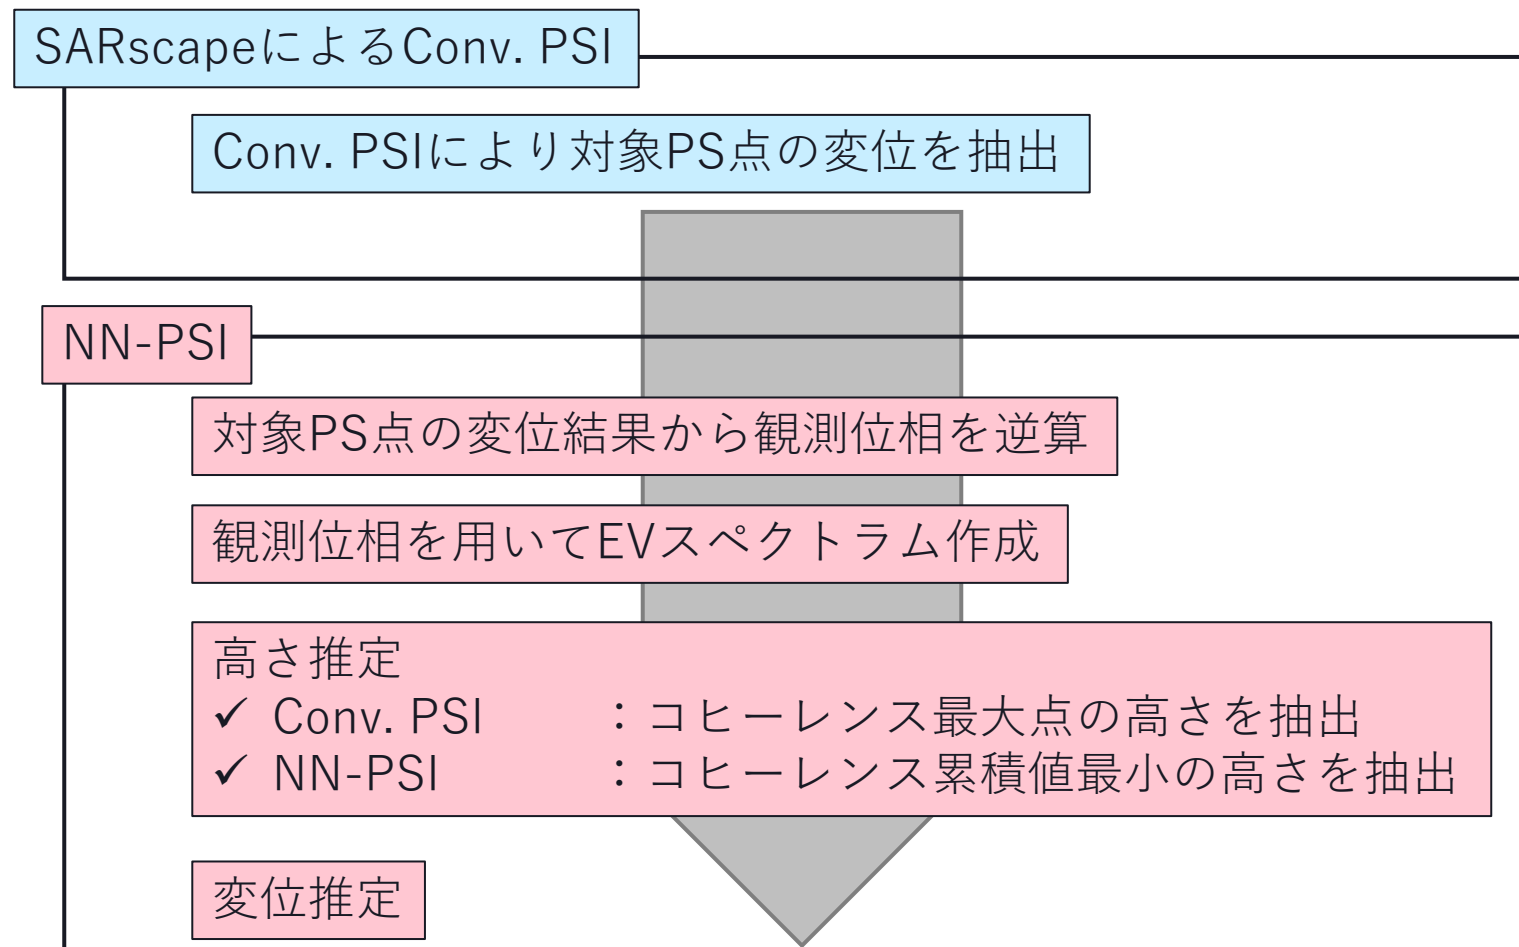 SARscapeによるConv. PSI
Conv. PSIにより対象PS点の変位を抽出
NN-PSI
対象PS点の変位結果から観測位相を逆算
観測位相を用いてEVスペクトラム作成
高さ推定
✓ Conv. PSI ：コヒーレンス最大点の高さを抽出
✓ NN-PSI ：コヒーレンス累積値最小の高さを抽出
変位推定